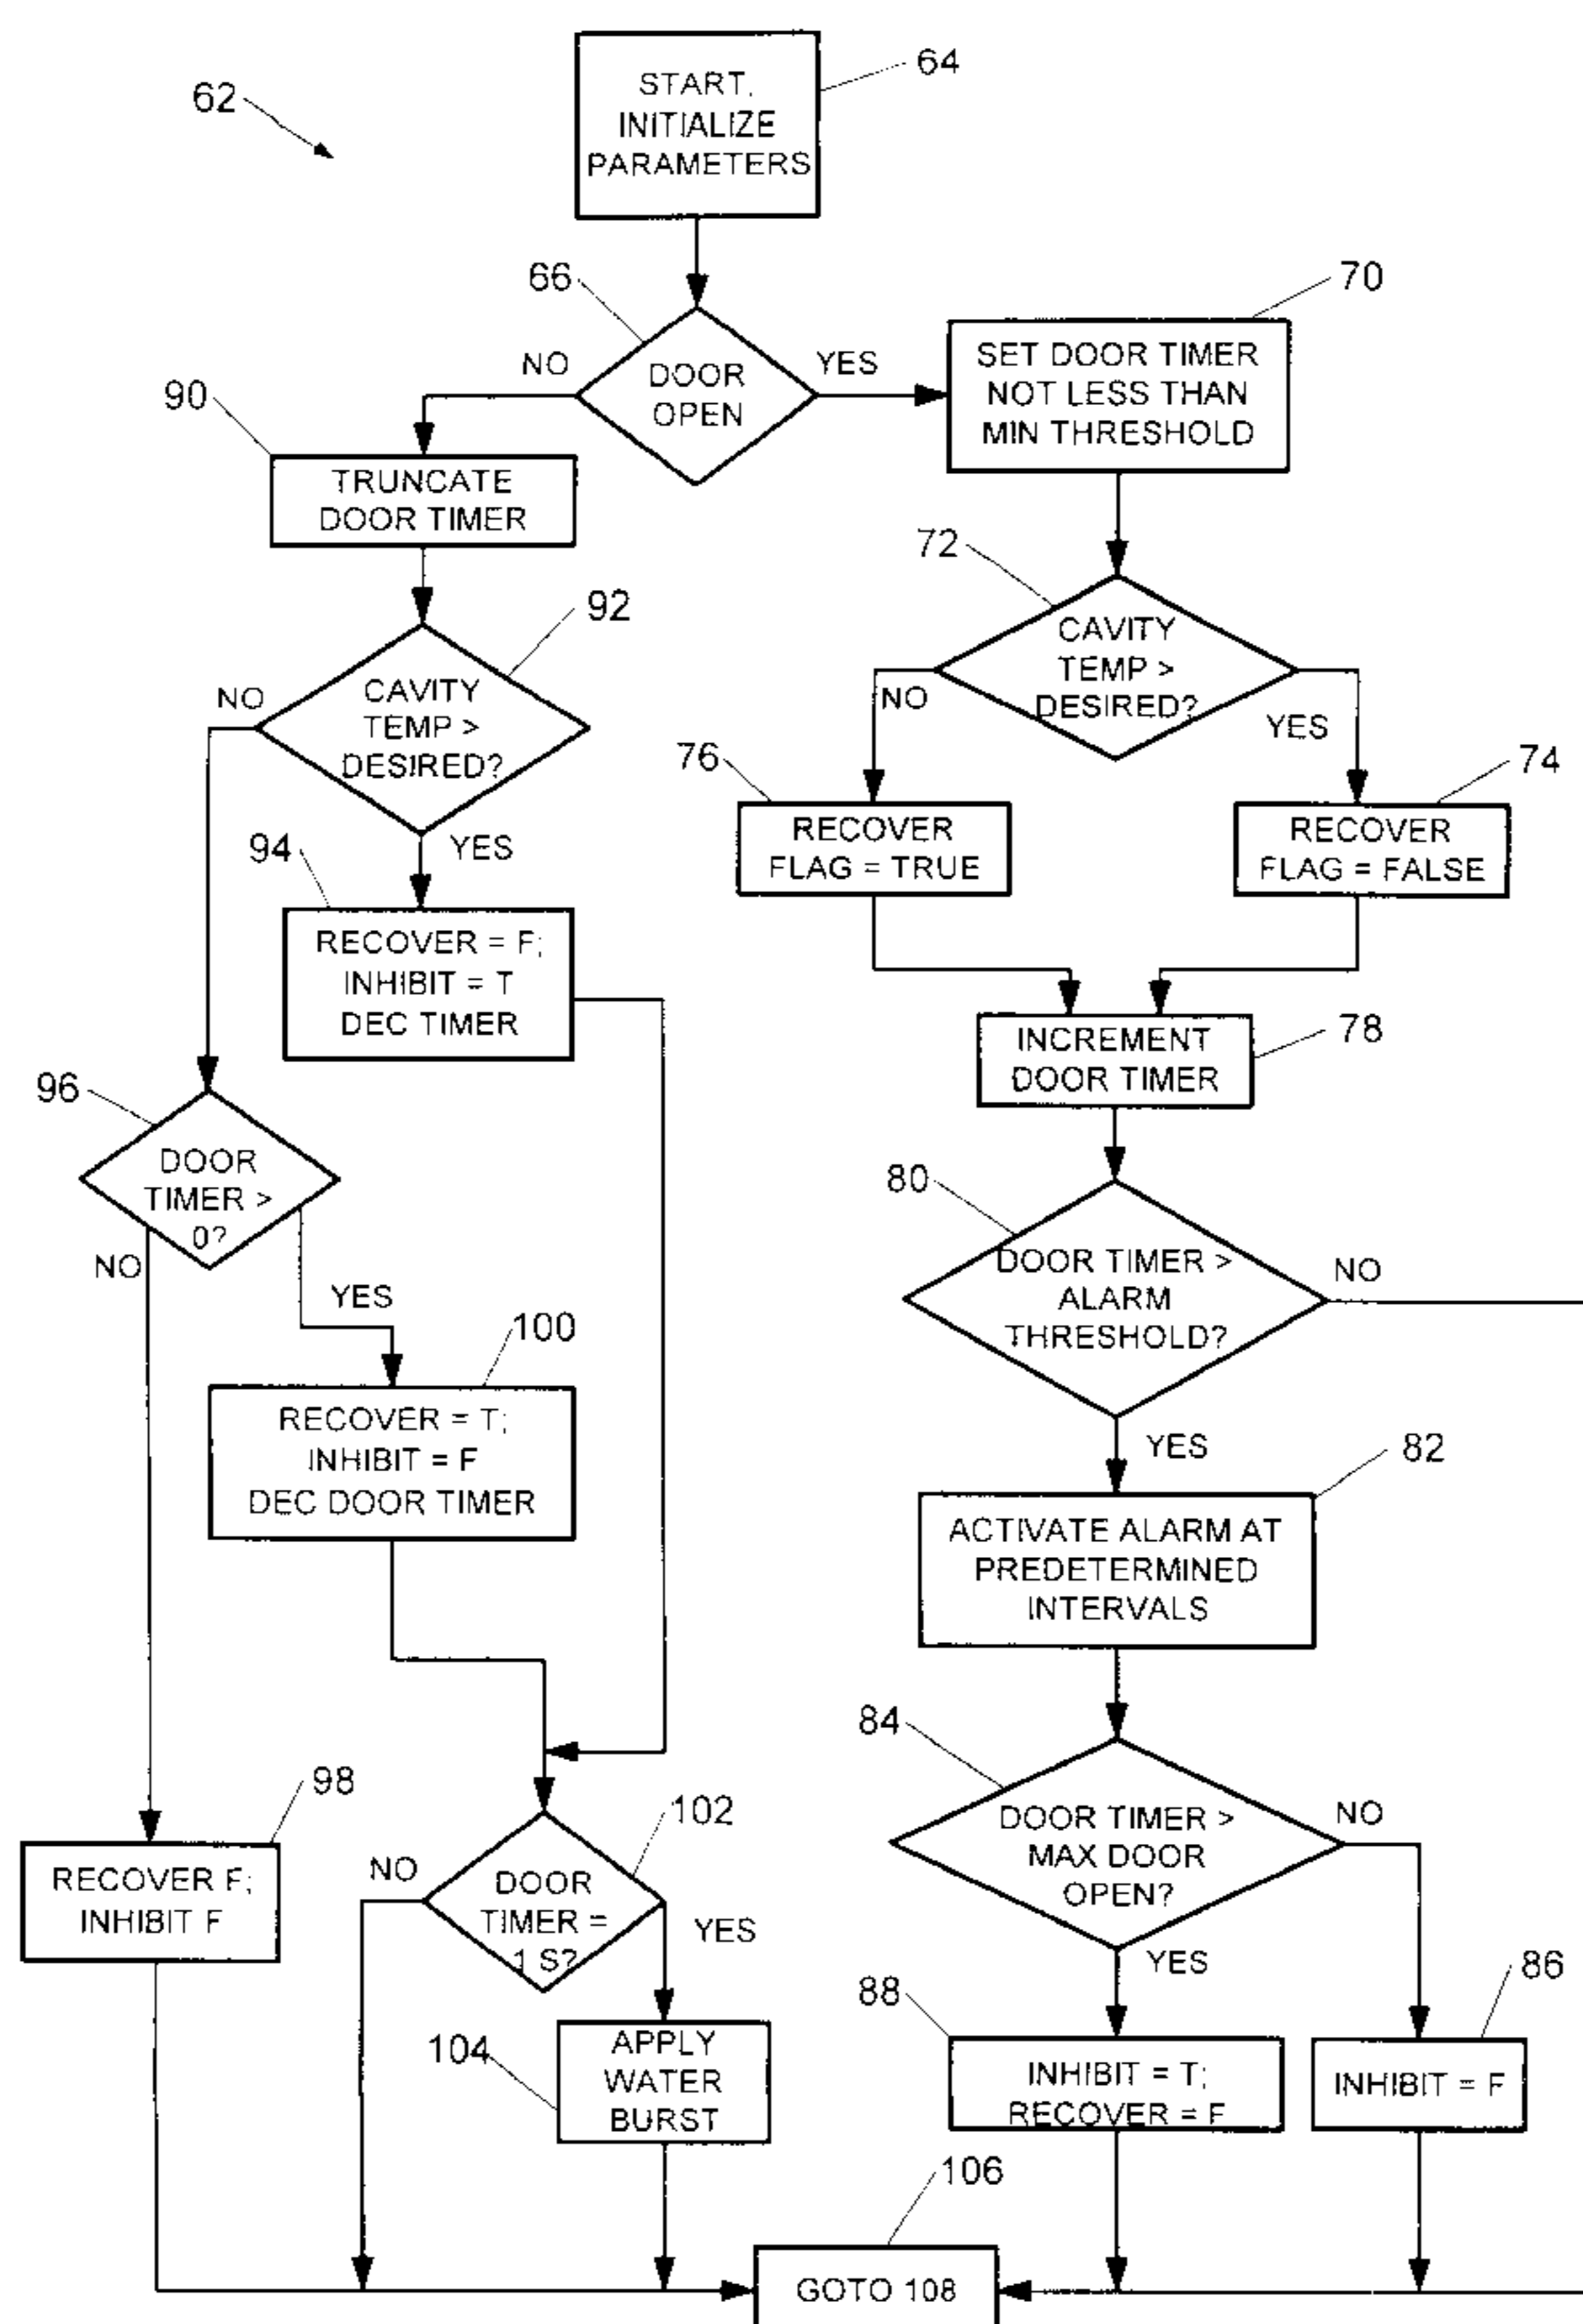 62
START,
INITIALIZE
PARAMETERS
64
66
DOOR
OPEN
NO
YES
70
SET DOOR TIMER
NOT LESS THAN
MIN THRESHOLD
90
TRUNCATE
DOOR TIMER
72
CAVITY
TEMP >
DESIRED?
NO
YES
92
CAVITY
TEMP >
DESIRED?
NO
YES
76
RECOVER
FLAG = TRUE
74
RECOVER
FLAG = FALSE
94
RECOVER = F;
INHIBIT = T
DEC TIMER
78
INCREMENT
DOOR TIMER
96
DOOR
TIMER >
0?
NO
YES
80
DOOR TIMER >
ALARM
THRESHOLD?
NO
YES
100
RECOVER = T;
INHIBIT = F
DEC DOOR TIMER
82
ACTIVATE ALARM AT
PREDETERMINED
INTERVALS
84
DOOR TIMER >
MAX DOOR
OPEN?
NO
YES
98
RECOVER F;
INHIBIT F
102
DOOR
TIMER =
1 S?
NO
YES
88
INHIBIT = T;
RECOVER = F
86
INHIBIT = F
104
APPLY
WATER
BURST
106
GOTO 108